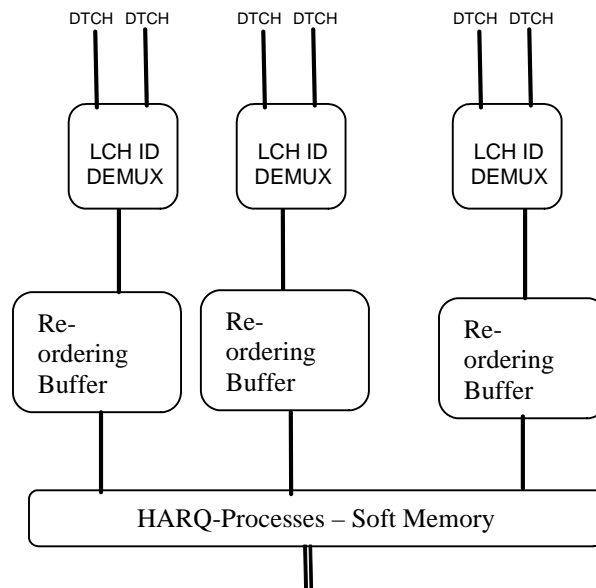 DTCH DTCH DTCH DTCH DTCH DTCH
LCH ID
DEMUX
LCH ID
DEMUX
LCH ID
DEMUX
Re-
ordering
Buffer
Re-
ordering
Buffer
Re-
ordering
Buffer
HARQ-Processes – Soft Memory